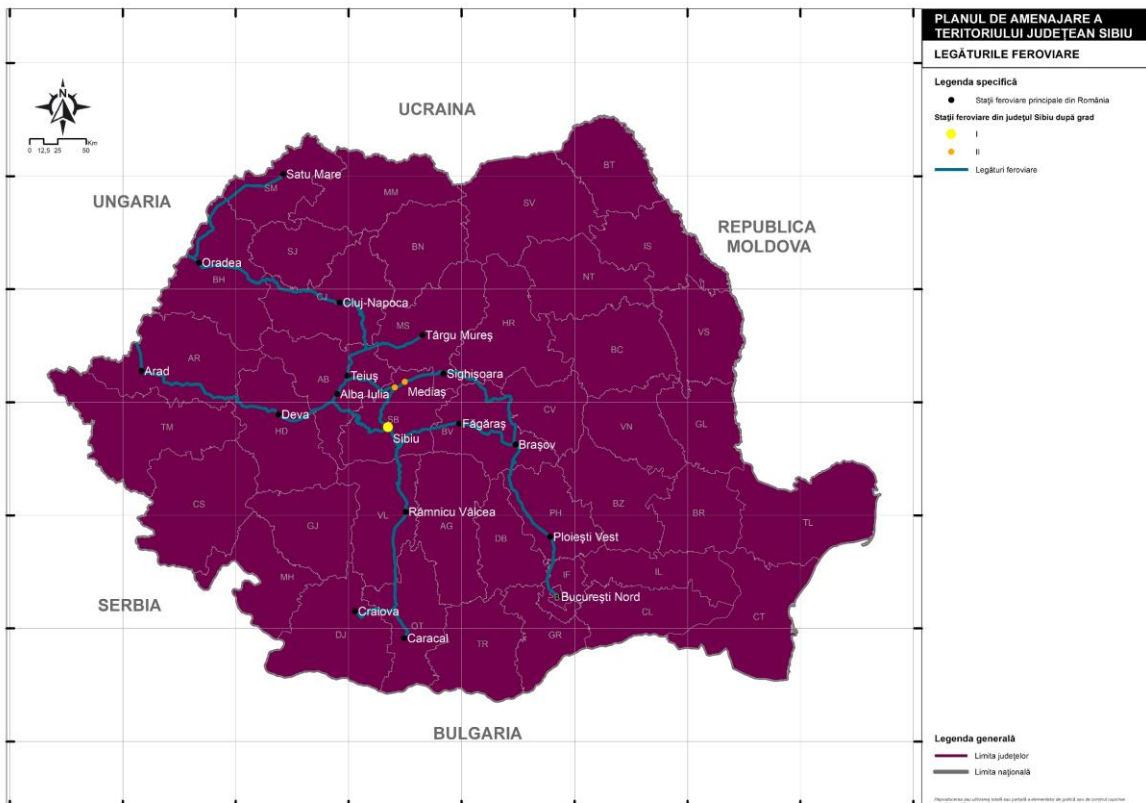 PLANUL DE AMENAJARE A
TERITORIULUI JUDEȚEAN SIBIU
LEGĂTURILE FEROVIARE
Legenda specifică
Stații feroviare principale din România
Stații feroviare din județul Sibiu după grad
I
II
Legături feroviare
N
0 12,5 25 50
Km
UCRAINA
UNGARIA
REPUBLICA
MOLDOVA
SERBIA
BULGARIA
BT
Satu Mare
SM
MM
SV
BN
SJ
IS
Oradea
BH
NT
CJ
Cluj-Napoca
MS
Târgu Mureș
HR
VS
AR
BC
Arad
AB
Teiuș
Sighișoara
Alba Iulia
Mediaș
Deva
HD
SB
Sibiu
BV
Făgăraș
CV
TM
VN
GL
Brașov
CS
GJ
VL
Râmnicu Vâlcea
AG
DB
PH
BZ
BR
TL
Ploiești Vest
MH
IF
IL
B
București Nord
CL
CT
Craiova
DJ
OT
Caracal
TR
GR
Legenda generală
Limita județelor
Limita națională